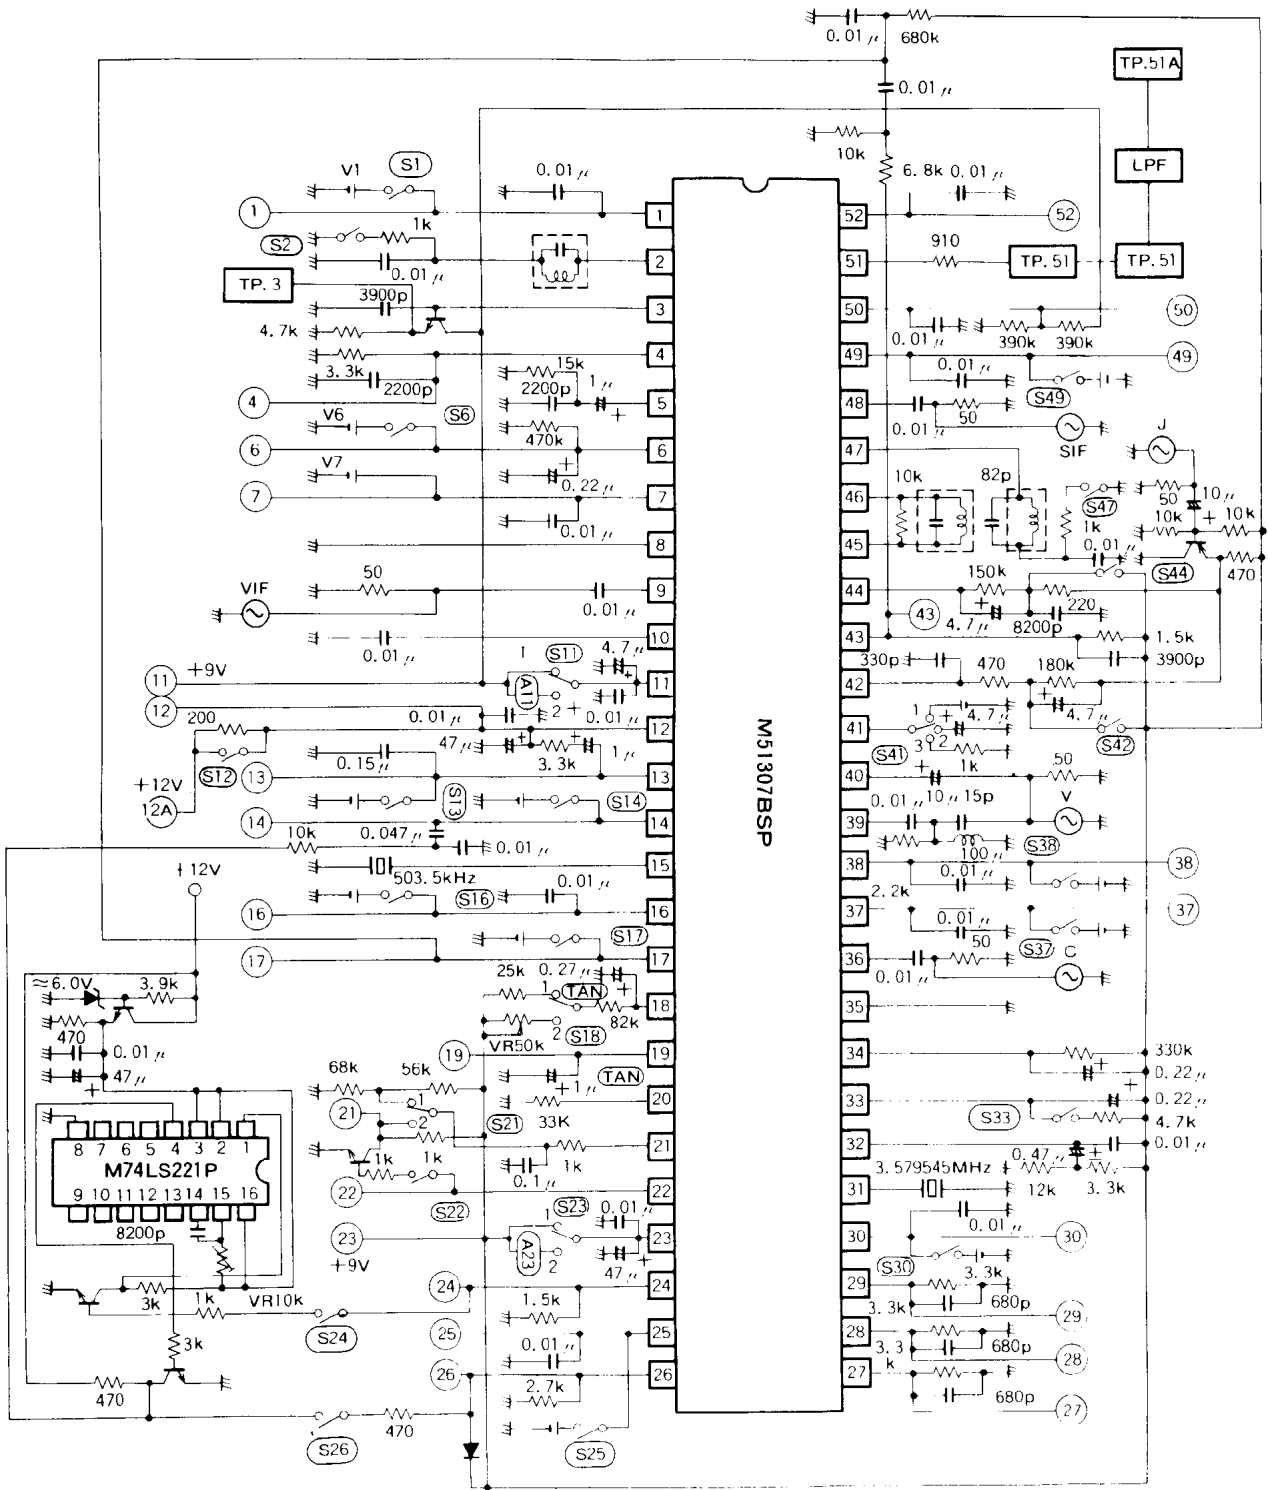 0.01μ
680k
TP.51A
0.01μ
10k
V1
S1
0.01μ
6.8k
0.01μ
LPF
1
1
52
52
S2
1k
0.01μ
2
51
910
TP.51
TP.51
TP.3
3900p
3
50
0.01μ
390k
390k
50
4.7k
4
49
49
3.3k
2200p
15k
2200p
1μ
+
0.01μ
S49
4
5
48
0.01μ
50
SIF
J
V6
S6
470k
6
6
47
V7
+
0.22μ
10k
82p
S47
50
10μ
+
7
7
46
0.01μ
1k
10k
10k
8
45
0.01μ
S44
470
VIF
50
0.01μ
9
44
150k
+
4.7μ
220
8200p
43
10
0.01μ
43
1.5k
3900p
11
+9V
1
S11
A11
2
4.7μ
+
+
0.01μ
11
330p
42
470
180k
+
4.7μ
S42
12
200
0.01μ
12
41
1
3
2
+
4.7μ
S41
1k
47μ
+
3.3k
+
1μ
S12
+12V
12A
0.15μ
13
13
40
+
10μ
15p
50
V
S13
S14
14
14
39
0.01μ
100μ
S38
10k
0.047μ
0.01μ
+12V
503.5kHz
15
38
2.2k
0.01μ
38
S16
0.01μ
16
16
37
0.01μ
S37
37
S17
17
17
36
0.01μ
50
C
M51307BSP
≈6.0V
3.9k
25k
0.27μ
1
TAN
+
82k
18
35
470
VR50k
2
S18
0.01μ
47μ
+
19
19
34
330k
+
0.22μ
68k
56k
+
1μ
TAN
33K
20
33
S33
+
0.22μ
4.7k
21
1
2
S21
21
32
0.01μ
1k
1k
0.1μ
1k
3.579545MHz
0.47μ
+
12k
3.3k
22
S22
22
31
0.01μ
8
7
6
5
4
3
2
1
M74LS221P
9
10
11
12
13
14
15
16
8200p
23
+9V
1
S23
A23
2
0.01μ
47μ
23
30
30
S30
3.3k
VR10k
24
24
29
3.3k
680p
29
3k
1k
S24
1.5k
3k
25
0.01μ
25
28
3.3
k
680p
28
26
26
27
680p
27
470
2.7k
S26
470
S25